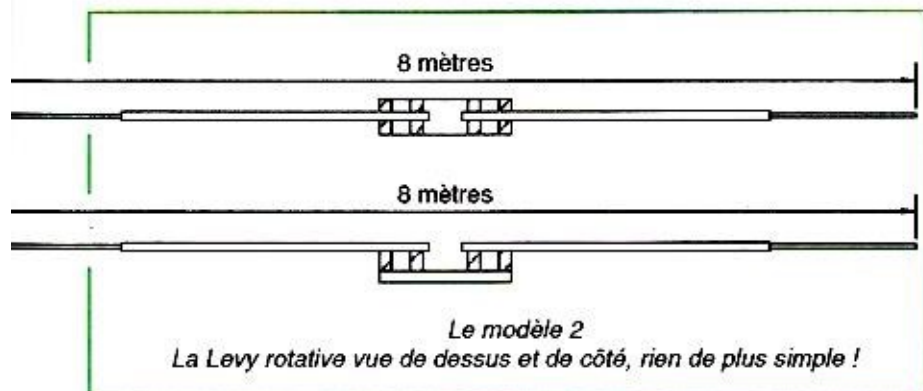 8 mètres
8 mètres
Le modèle 2
La Levy rotative vue de dessus et de côté, rien de plus simple !